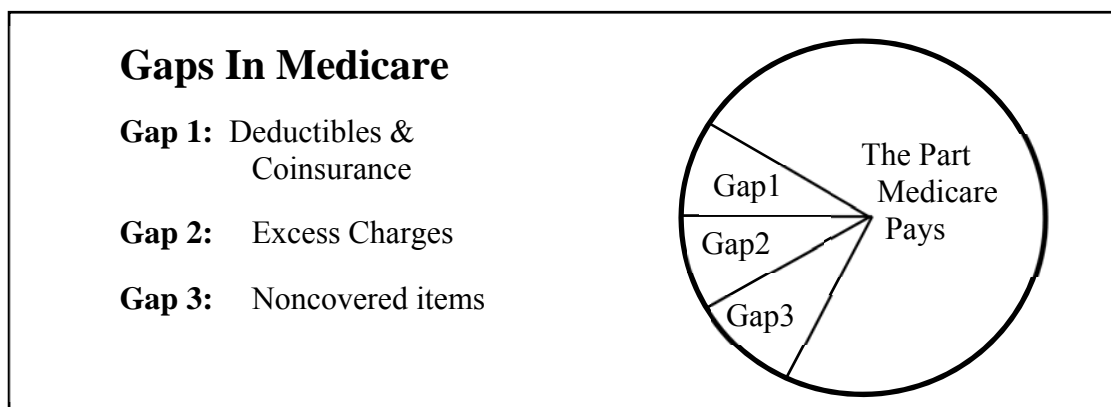 Gaps In Medicare
Gap 1: Deductibles &
Coinsurance
Gap 2: Excess Charges
Gap 3: Noncovered items
The Part
Medicare
Pays
Gap1
Gap2
Gap3